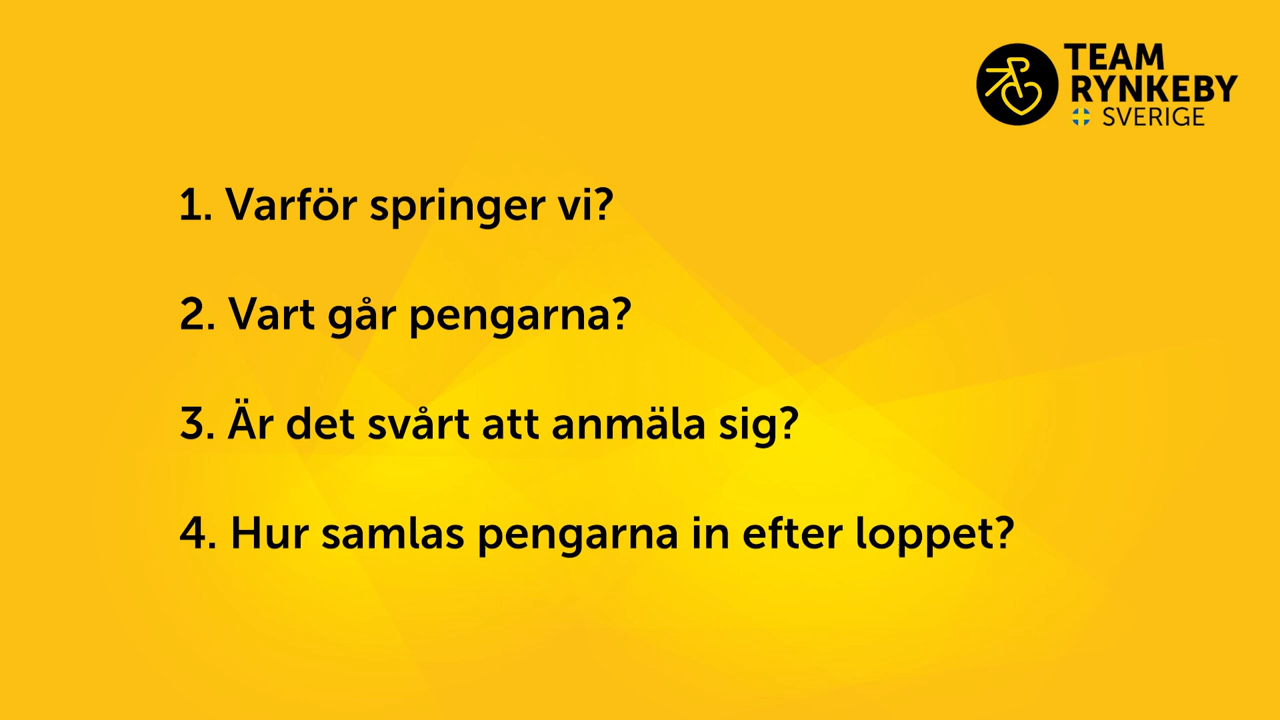 TEAM
RYNKEBY
SVERIGE
1. Varför springer vi?
2. Vart går pengarna?
3. Är det svårt att anmäla sig?
4. Hur samlas pengarna in efter loppet?